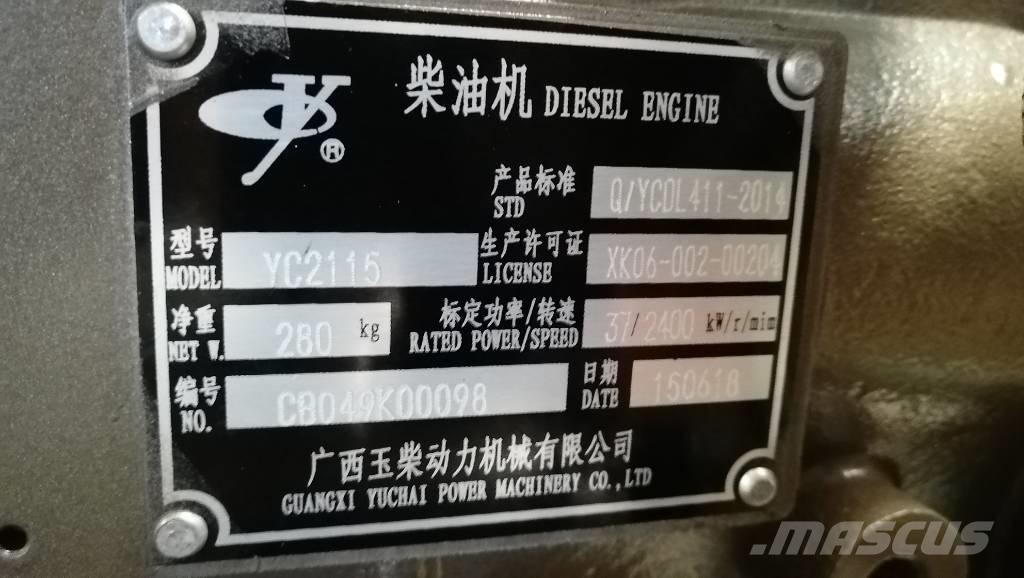 柴油机 DIESEL ENGINE
®
产品标准 Q/YCDL411-2014
STD
型号 YC2115 生产许可证 XK06-002-00204
MODEL LICENSE
净重 280 kg 标定功率/转速 37/2400 kW/r/min
NET W. RATED POWER/SPEED
编号 CB049K00098 日期 150618
NO. DATE
广西玉柴动力机械有限公司
GUANGXI YUCHAI POWER MACHINERY CO.,LTD
.MASCUS